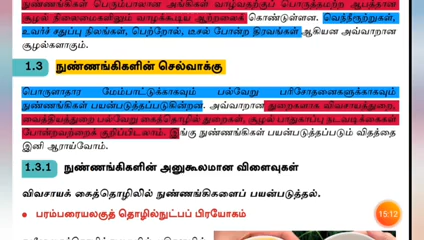 நுண்ணங்கிகள் பெரும்பாலான அங்கிகள் வாழ்வதற்குப் பொருத்தமற்ற ஆபத்தான
சூழல் நிலைமைகளிலும் வாழக்கூடிய ஆற்றலைக் கொண்டுள்ளன. வெந்நீரூற்றுகள்,
உவர்ச் சதுப்பு நிலங்கள், பெற்றோல், டீசல் போன்ற திரவங்கள் ஆகியன அவ்வாறான
சூழல்களாகும்.
1.3 நுண்ணங்கிகளின் செல்வாக்கு
பொருளாதார மேம்பாட்டுக்காகவும் பல்வேறு பரிசோதனைகளுக்காகவும்
நுண்ணங்கிகள் பயன்படுத்தப்படுகின்றன. அவ்வாறான துறைகளாக விவசாயத்துறை,
வைத்தியத்துறை பல்வேறு கைத்தொழில் துறைகள், சூழல் பாதுகாப்பு நடவடிக்கைகள்
போன்றவற்றைக் குறிப்பிடலாம். இங்கு நுண்ணங்கிகள் பயன்படுத்தப்படும் விதத்தை
இனி ஆராய்வோம்.
1.3.1 நுண்ணங்கிகளின் அனுகூலமான விளைவுகள்
விவசாயக் கைத்தொழிலில் நுண்ணங்கிகளைப் பயன்படுத்தல்.
• பரம்பரையலகுத் தொழில்நுட்பப் பிரயோகம்
15:12